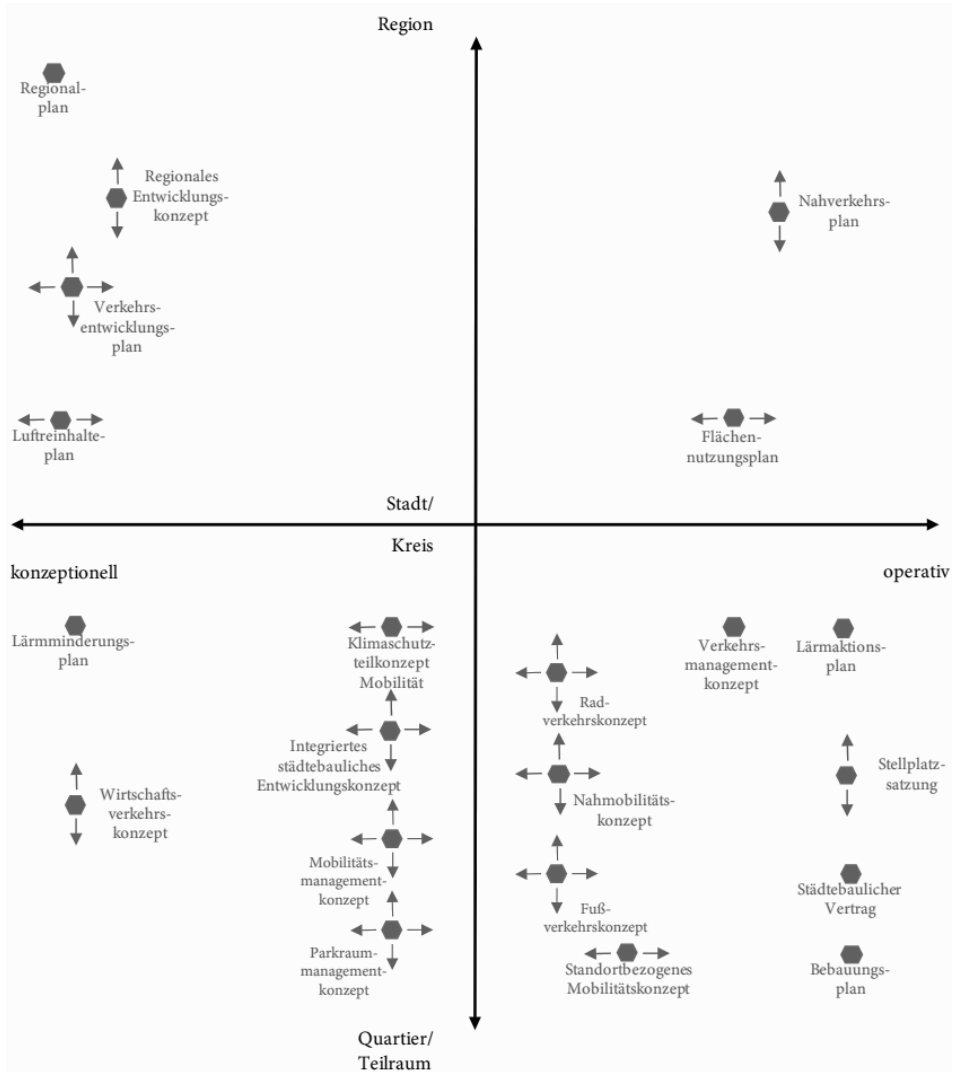 Region
Regional-
plan
Regionales
Entwicklungs-
konzept
Nahverkehrs-
plan
Verkehrs-
entwicklungs-
plan
Luftreinhalte-
plan
Flächen-
nutzungsplan
Stadt/
Kreis
konzeptionell
operativ
Lärmminderungs-
plan
Klimaschutz-
teilkonzept
Mobilität
Verkehrs-
management-
konzept
Lärmaktions-
plan
Rad-
verkehrskonzept
Integriertes
städtebauliches
Entwicklungskonzept
Stellplatz-
satzung
Wirtschafts-
verkehrs-
konzept
Nahmobilitäts-
konzept
Mobilitäts-
management-
konzept
Städtebaulicher
Vertrag
Fuß-
verkehrskonzept
Parkraum-
management-
konzept
Standortbezogenes
Mobilitätskonzept
Bebauungs-
plan
Quartier/
Teilraum